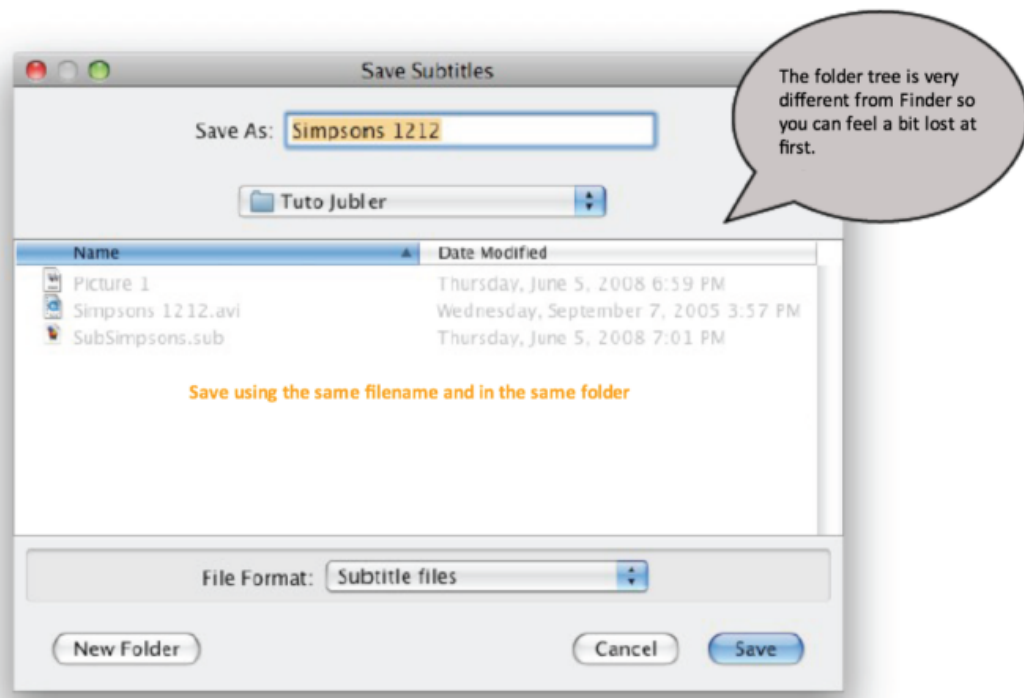 Save Subtitles
Save As: Simpsons 1212
The folder tree is very
different from Finder so
you can feel a bit lost at
first.
Tuto Jubler
Name Date Modified
Picture 1 Thursday, June 5, 2008 6:59 PM
Simpsons 1212.avi Wednesday, September 7, 2005 3:57 PM
SubSimpsons.sub Thursday, June 5, 2008 7:01 PM
Save using the same filename and in the same folder
File Format: Subtitle files
New Folder Cancel Save